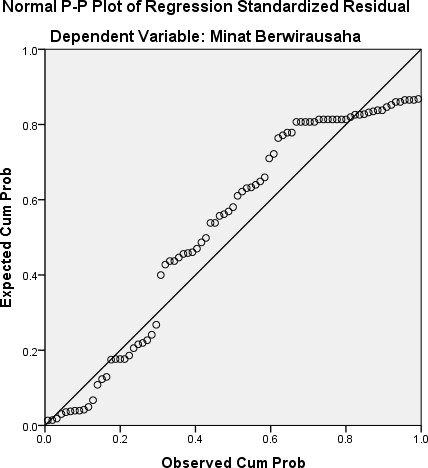 Normal P-P Plot of Regression Standardized Residual
Dependent Variable: Minat Berwirausaha
Expected Cum Prob
1.0
0.8
0.6
0.4
0.2
0.0
0.0 0.2 0.4 0.6 0.8 1.0
Observed Cum Prob